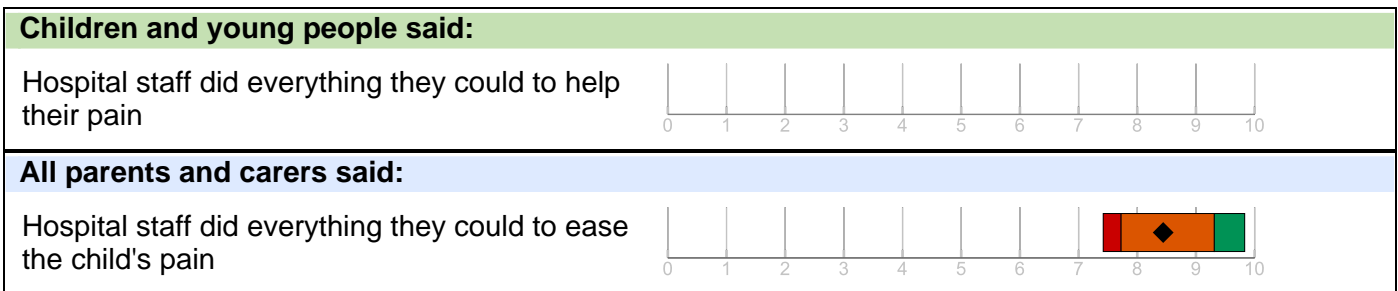 Children and young people said:
Hospital staff did everything they could to help
their pain
0 1 2 3 4 5 6 7 8 9 10
All parents and carers said:
Hospital staff did everything they could to ease
the child's pain
0 1 2 3 4 5 6 7 8 9 10